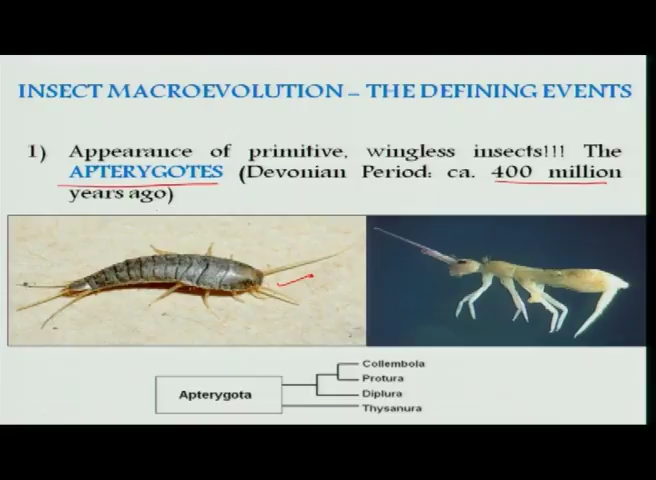 INSECT MACROEVOLUTION – THE DEFINING EVENTS
1) Appearance of primitive, wingless insects!!! The
APTERYGOTES (Devonian Period: ca. 400 million
years ago)
Collembola
Protura
Apterygota
Diplura
Thysanura